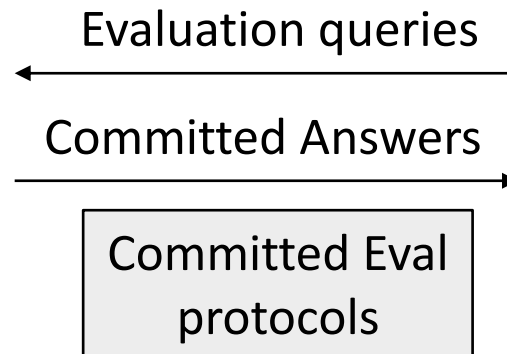 Evaluation queries
Committed Answers
Committed Eval
protocols